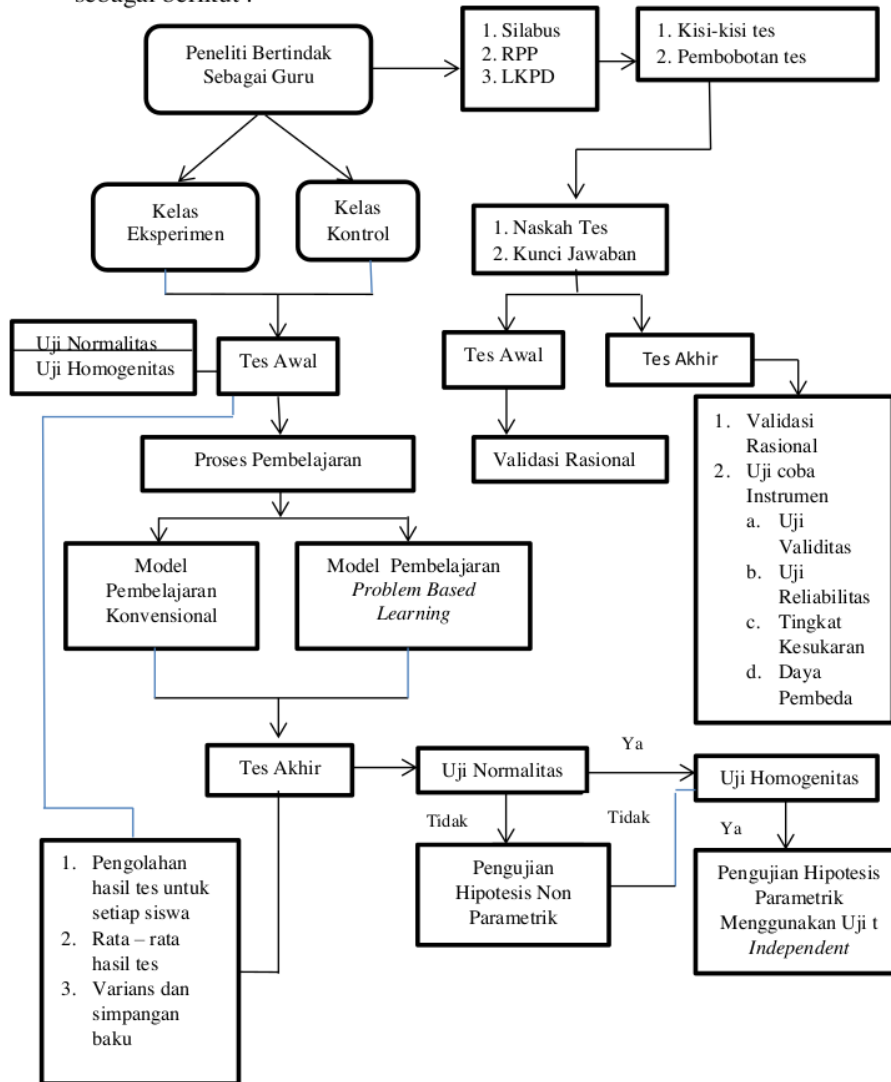 sebagai berikut :
Peneliti Bertindak
Sebagai Guru
1. Silabus
2. RPP
3. LKPD
1. Kisi-kisi tes
2. Pembobotan tes
Kelas
Eksperimen
Kelas
Kontrol
1. Naskah Tes
2. Kunci Jawaban
Uji Normalitas
Uji Homogenitas
Tes Awal
Tes Awal
Tes Akhir
Proses Pembelajaran
Validasi Rasional
1. Validasi
Rasional
2. Uji coba
Instrumen
a. Uji
Validitas
b. Uji
Reliabilitas
c. Tingkat
Kesukaran
d. Daya
Pembeda
Model
Pembelajaran
Konvensional
Model Pembelajaran
Problem Based
Learning
Tes Akhir
Uji Normalitas
Ya
Uji Homogenitas
Tidak
Tidak
Ya
1. Pengolahan
hasil tes untuk
setiap siswa
2. Rata – rata
hasil tes
3. Varians dan
simpangan
baku
Pengujian
Hipotesis Non
Parametrik
Pengujian Hipotesis
Parametrik
Menggunakan Uji t
Independent